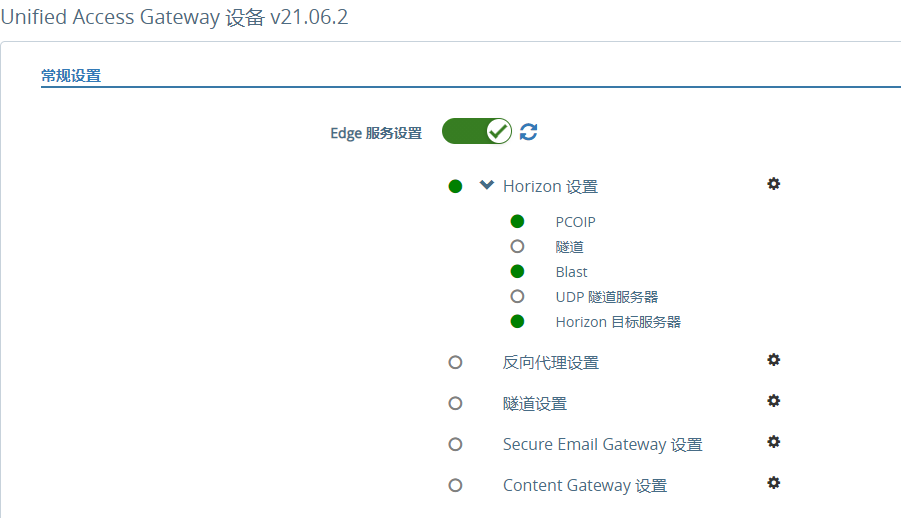 Unified Access Gateway 设备 v21.06.2
常规设置
Edge 服务设置
Horizon 设置
PCOIP
隧道
Blast
UDP 隧道服务器
Horizon 目标服务器
反向代理设置
隧道设置
Secure Email Gateway 设置
Content Gateway 设置